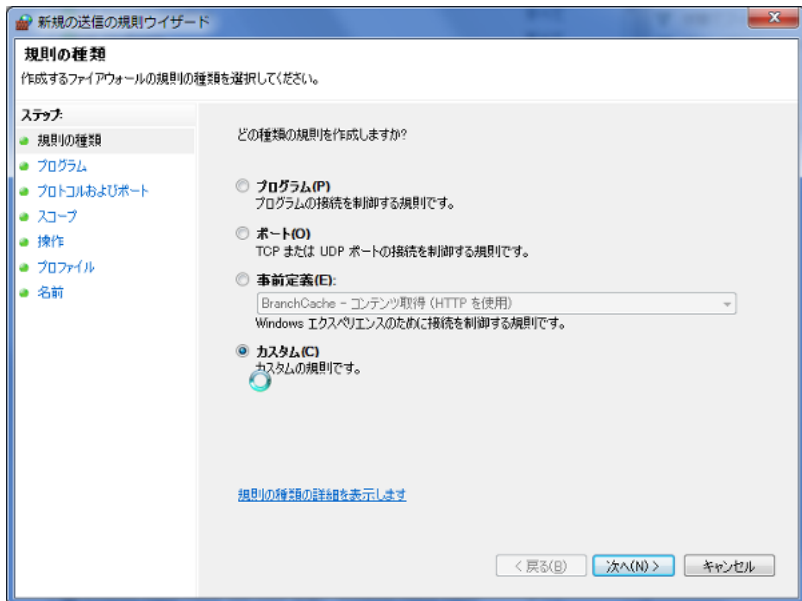 新規の送信の規則ウィザード
規則の種類
作成するファイアウォールの規則の種類を選択してください。
ステップ:
規則の種類
プログラム
プロトコルおよびポート
スコープ
操作
プロファイル
名前
どの種類の規則を作成しますか?
プログラム(P)
プログラムの接続を制御する規則です。
ポート(O)
TCP または UDP ポートの接続を制御する規則です。
事前定義(E):
BranchCache - コンテンツ取得 (HTTP を使用)
Windows エクスペリエンスのために接続を制御する規則です。
カスタム(C)
カスタムの規則です。
規則の種類の詳細を表示します
< 戻る(B)
次へ(N) >
キャンセル